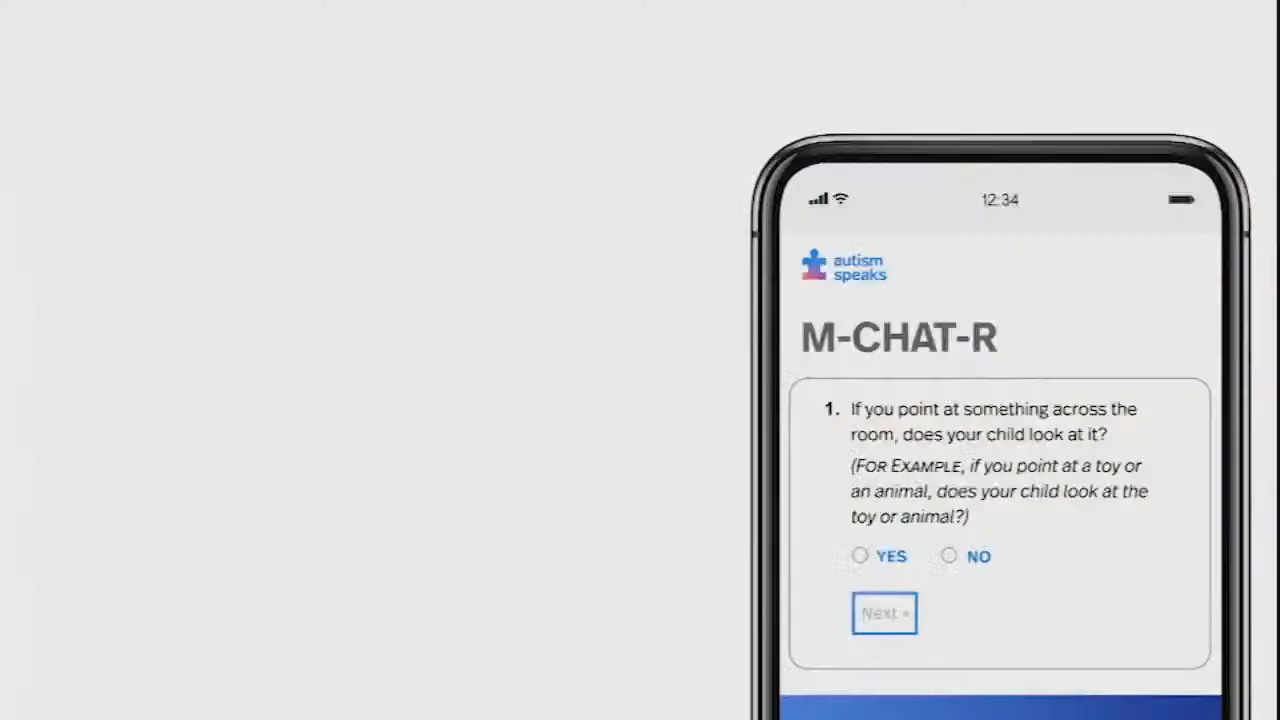 12:34
autism
speaks
M-CHAT-R
1. If you point at something across the
room, does your child look at it?
(FOR EXAMPLE, if you point at a toy or
an animal, does your child look at the
toy or animal?)
YES NO
Next »